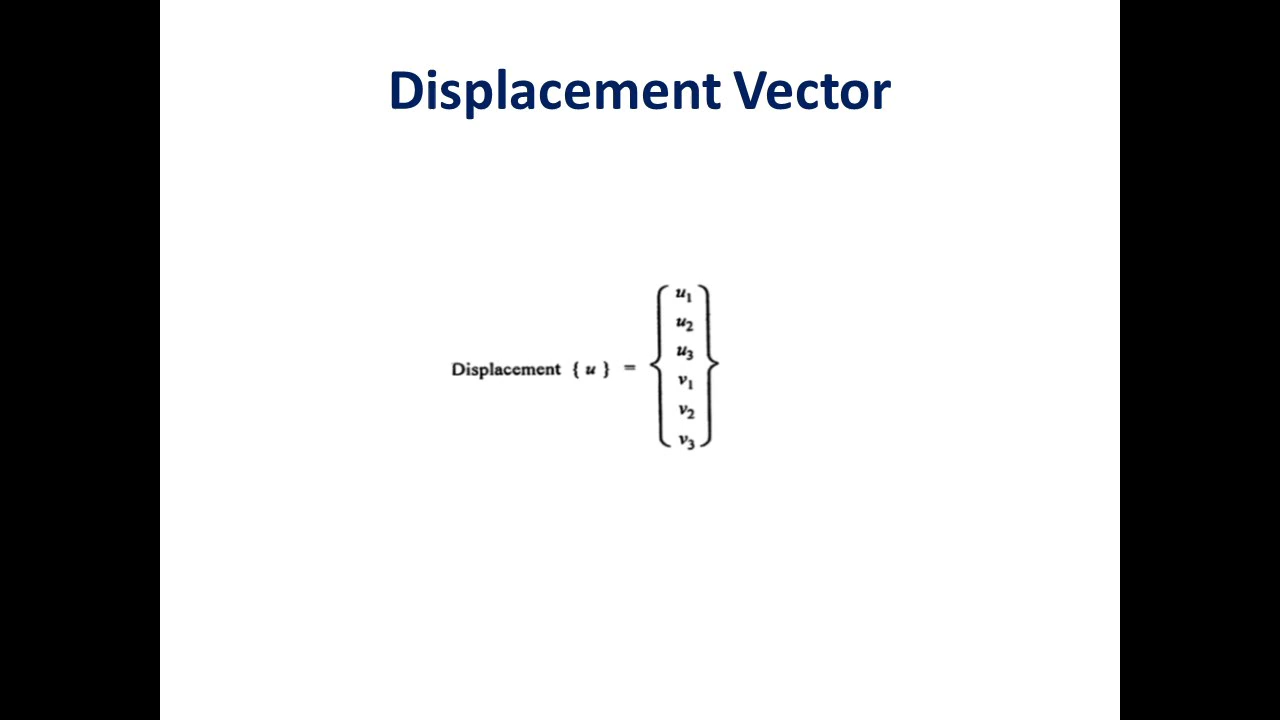 Displacement Vector
u₁
u₂
u₃
Displacement { u } =
v₁
v₂
v₃